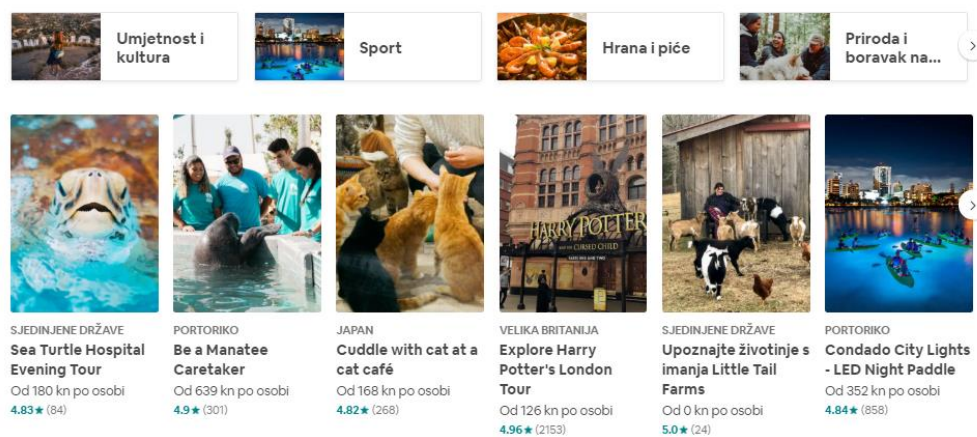 Umjetnost i
kultura
Sport
Hrana i piće
Priroda i
boravak na...
HARRY POTTER
AND THE CURSED CHILD
SJEDINJENE DRŽAVE
Sea Turtle Hospital
Evening Tour
Od 180 kn po osobi
4.83★ (84)
PORTORIKO
Be a Manatee
Caretaker
Od 639 kn po osobi
4.9★ (301)
JAPAN
Cuddle with cat at a
cat café
Od 168 kn po osobi
4.82★ (268)
VELIKA BRITANIJA
Explore Harry
Potter's London
Tour
Od 126 kn po osobi
4.96★ (2153)
SJEDINJENE DRŽAVE
Upoznajte životinje s
imanja Little Tail
Farms
Od 0 kn po osobi
5.0★ (24)
PORTORIKO
Condado City Lights
- LED Night Paddle
Od 352 kn po osobi
4.84★ (858)